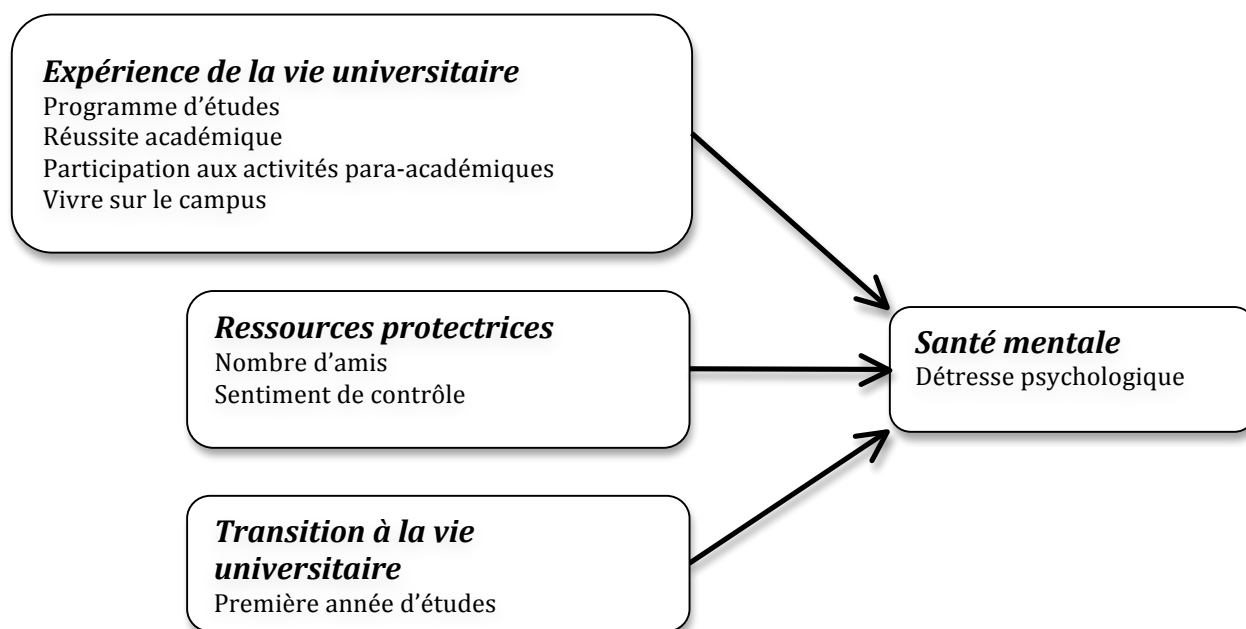 Expérience de la vie universitaire
Programme d’études
Réussite académique
Participation aux activités para-académiques
Vivre sur le campus
Ressources protectrices
Nombre d’amis
Sentiment de contrôle
Santé mentale
Détresse psychologique
Transition à la vie
universitaire
Première année d’études